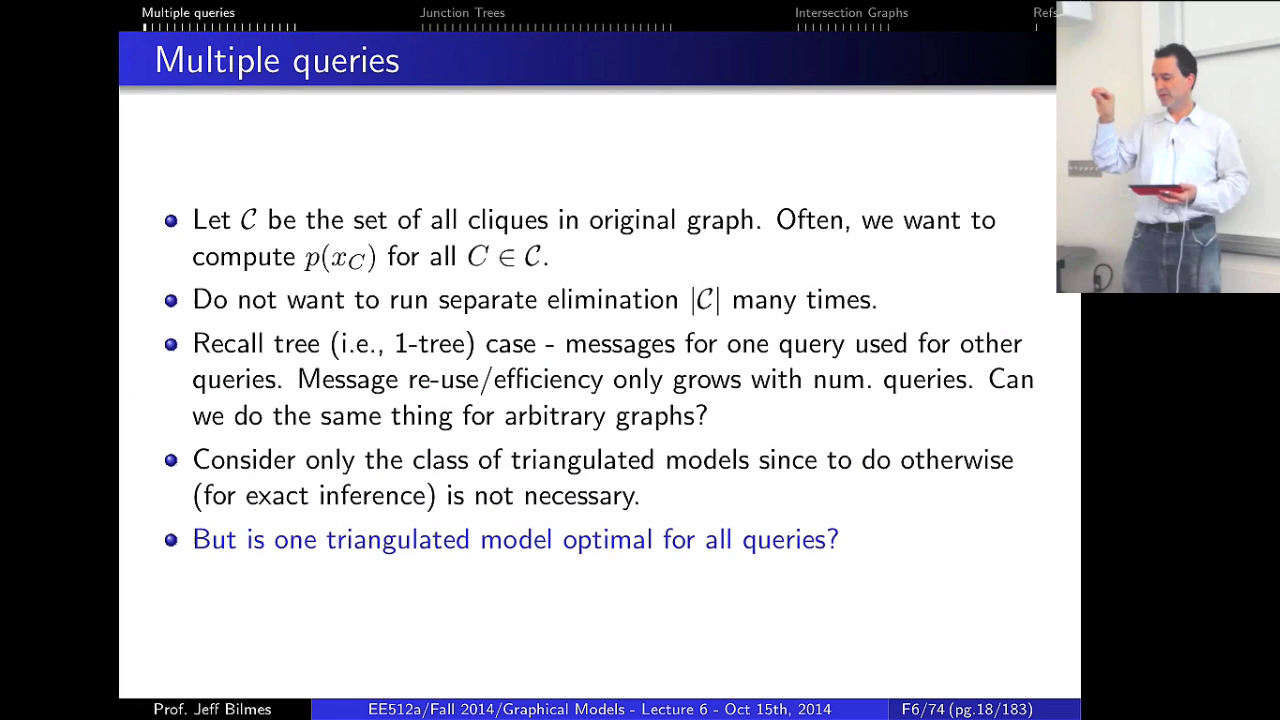 Multiple queries Junction Trees Intersection Graphs Refs
Multiple queries
Let 𝒞 be the set of all cliques in original graph. Often, we want to
compute p(x_C) for all C ∈ 𝒞.
Do not want to run separate elimination |𝒞| many times.
Recall tree (i.e., 1-tree) case - messages for one query used for other
queries. Message re-use/efficiency only grows with num. queries. Can
we do the same thing for arbitrary graphs?
Consider only the class of triangulated models since to do otherwise
(for exact inference) is not necessary.
But is one triangulated model optimal for all queries?
Prof. Jeff Bilmes EE512a/Fall 2014/Graphical Models - Lecture 6 - Oct 15th, 2014 F6/74 (pg.18/183)